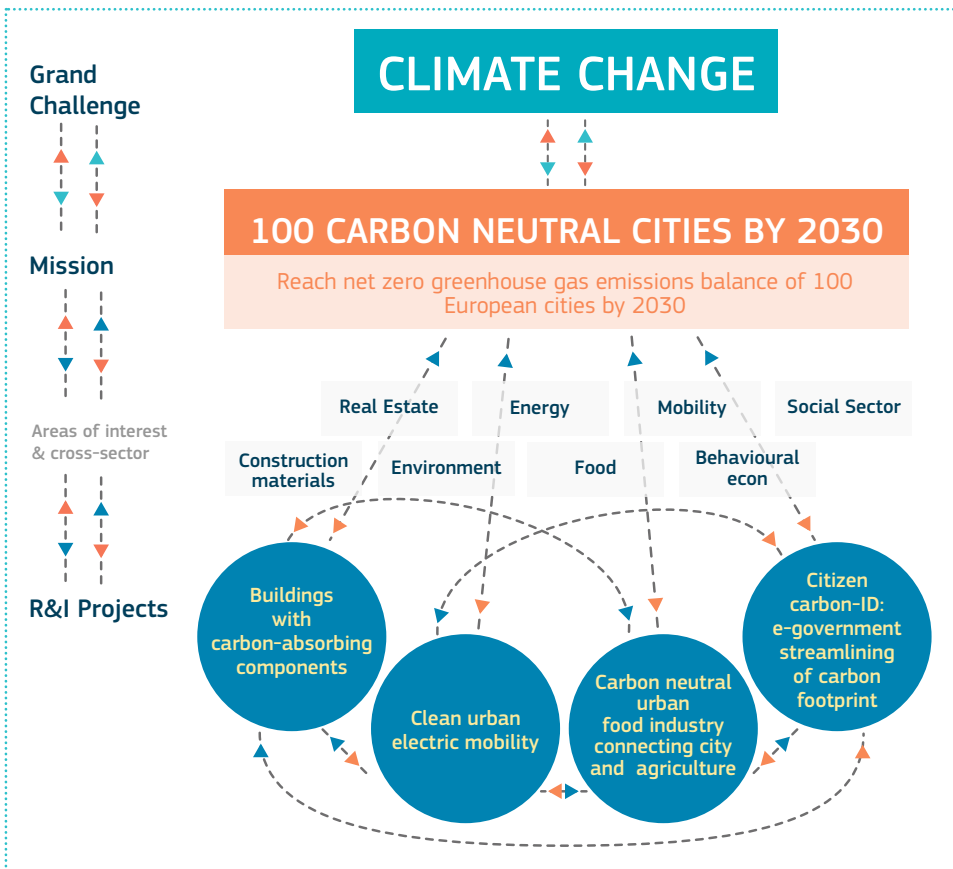 Grand
Challenge
CLIMATE CHANGE
100 CARBON NEUTRAL CITIES BY 2030
Mission
Reach net zero greenhouse gas emissions balance of 100
European cities by 2030
Real Estate
Energy
Mobility
Social Sector
Areas of interest
& cross-sector
Construction
materials
Environment
Food
Behavioural
econ
R&I Projects
Buildings
with
carbon-absorbing
components
Clean urban
electric mobility
Carbon neutral
urban
food industry
connecting city
and agriculture
Citizen
carbon-ID:
e-government
streamlining
of carbon
footprint